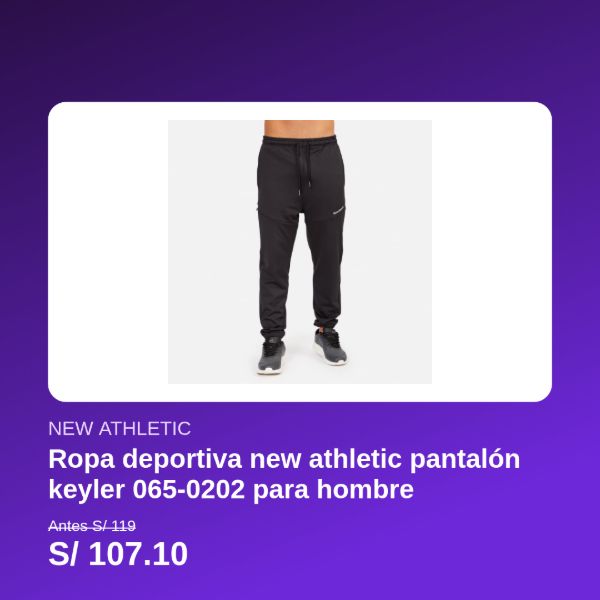 NEW ATHLETIC
Ropa deportiva new athletic pantalón
keyler 065-0202 para hombre
Antes S/ 119
S/ 107.10